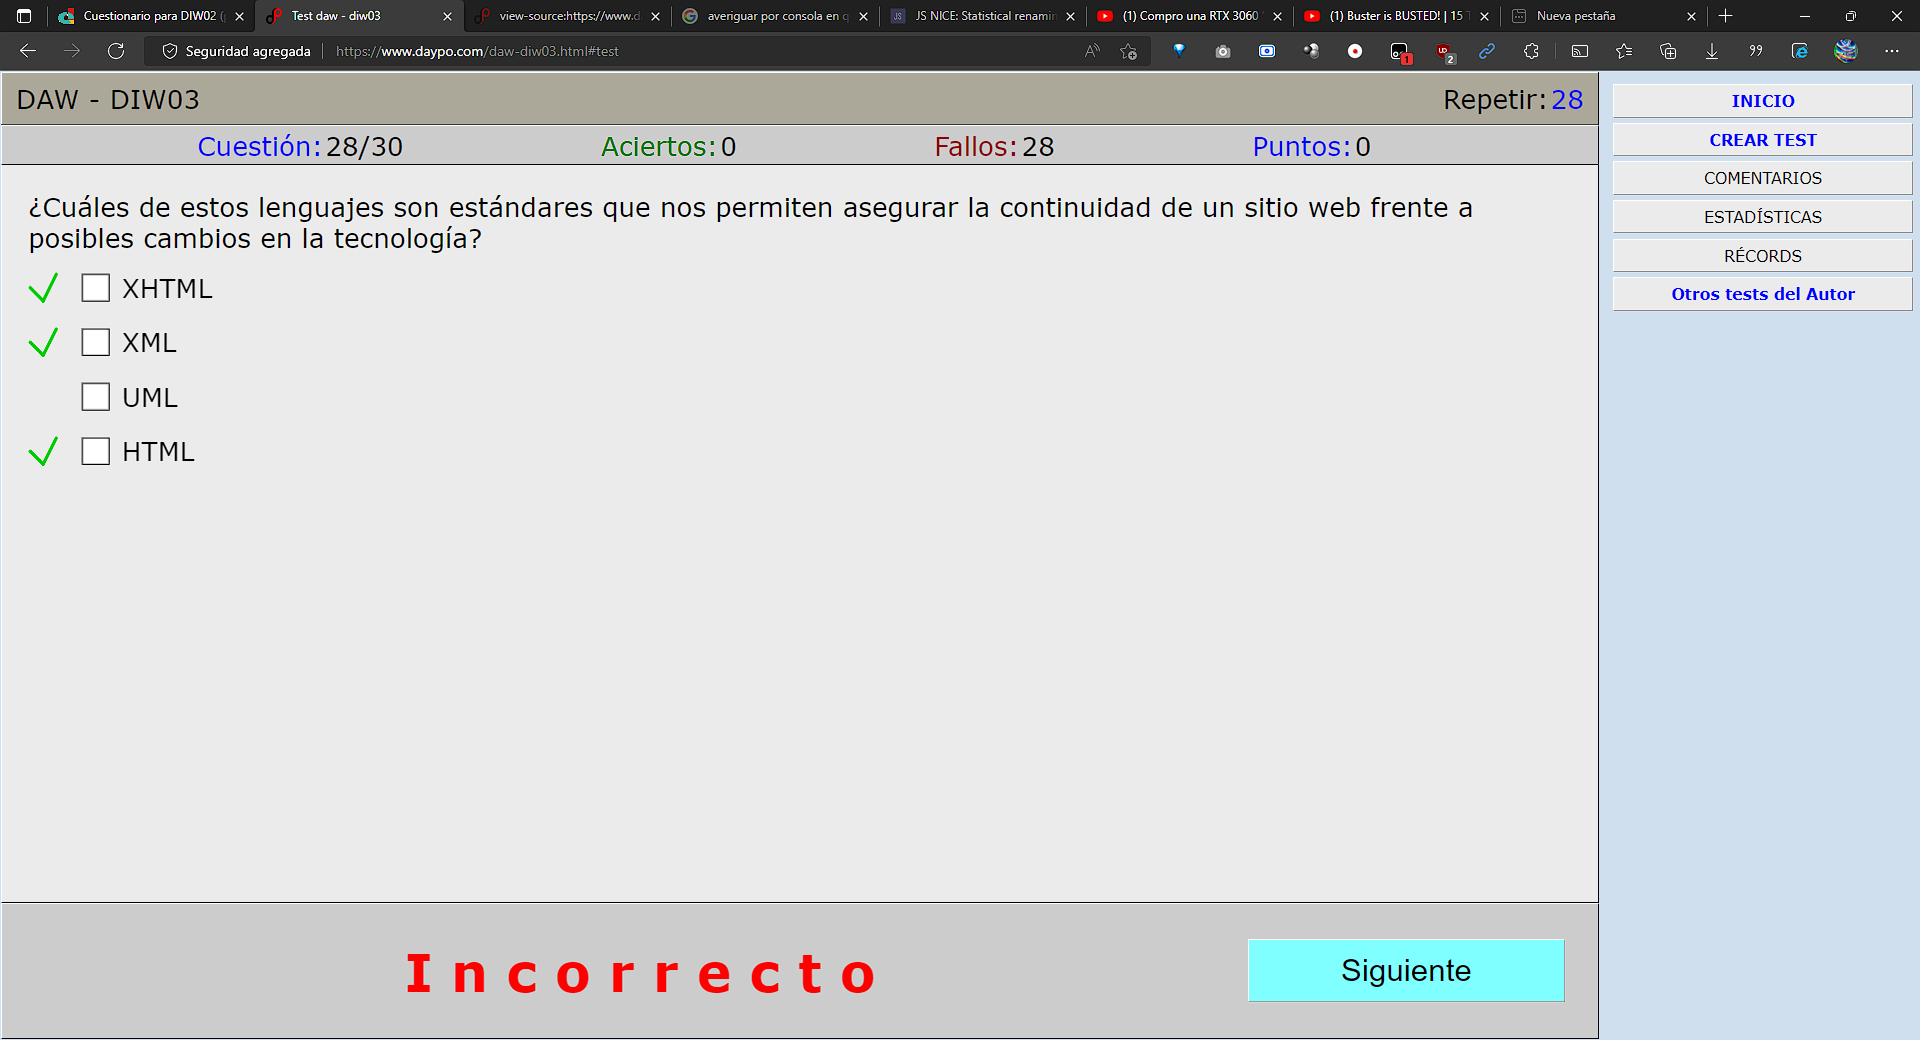 Cuestionario para DIW02
Test daw - diw03
view-source:https://www.d
averiguar por consola en q
JS NICE: Statistical renamin
(1) Compro una RTX 3060
(1) Buster is BUSTED! | 15
Nueva pestaña
Seguridad agregada
https://www.daypo.com/daw-diw03.html#test
1
2
DAW - DIW03
Repetir: 28
Cuestión: 28/30
Aciertos: 0
Fallos: 28
Puntos: 0
¿Cuáles de estos lenguajes son estándares que nos permiten asegurar la continuidad de un sitio web frente a
posibles cambios en la tecnología?
XHTML
XML
UML
HTML
Incorrecto
Siguiente
INICIO
CREAR TEST
COMENTARIOS
ESTADÍSTICAS
RÉCORDS
Otros tests del Autor